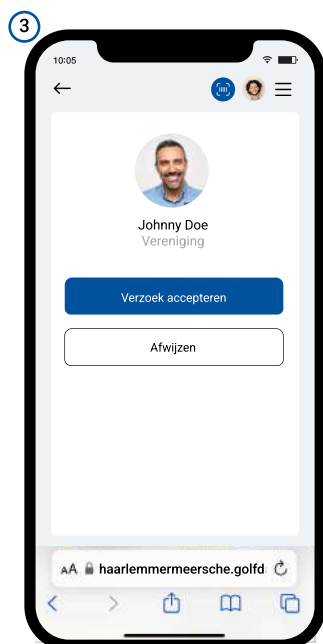 3
10:05
Johnny Doe
Vereniging
Verzoek accepteren
Afwijzen
AA haarlemmermeersche.golfd